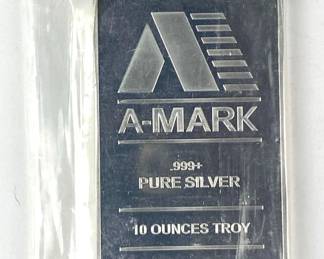 A-MARK
.999+
PURE SILVER
10 OUNCES TROY